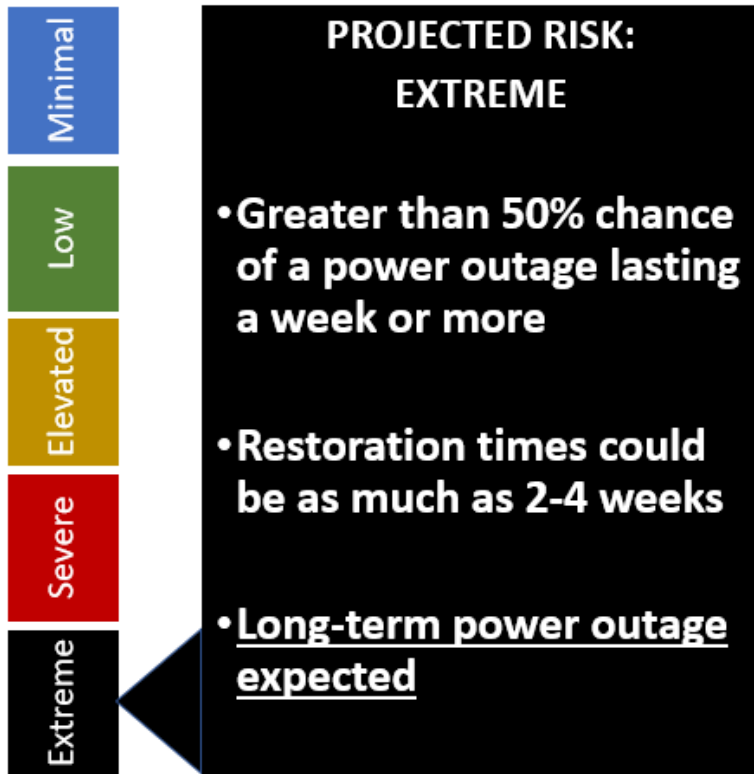 Minimal
Low
Elevated
Severe
Extreme
PROJECTED RISK:
EXTREME
•Greater than 50% chance
of a power outage lasting
a week or more
•Restoration times could
be as much as 2-4 weeks
•Long-term power outage
expected